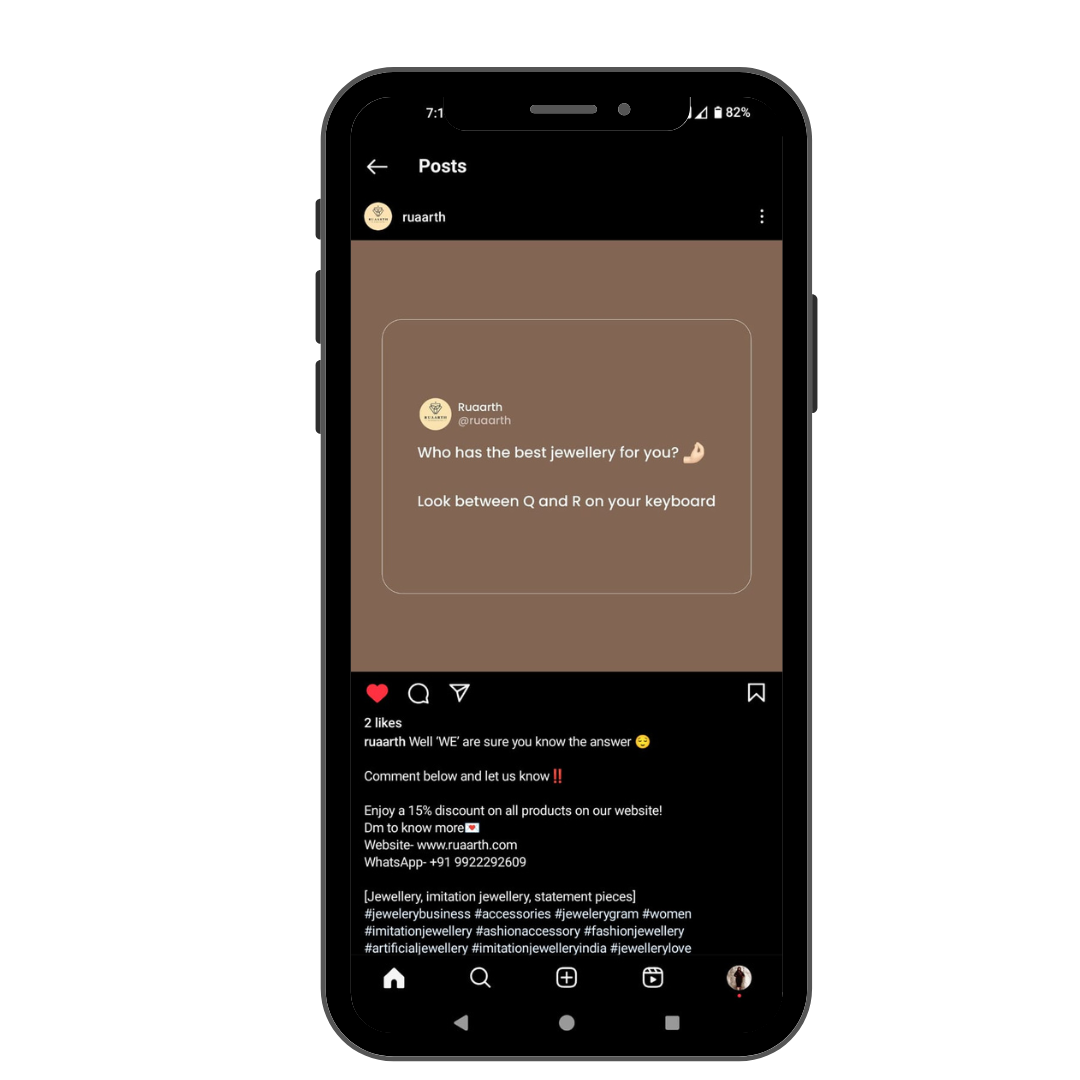 7:1
82%
Posts
ruaarth
RUAARTH
Ruaarth
@ruaarth
Who has the best jewellery for you? 🤌🏻
Look between Q and R on your keyboard
2 likes
ruaarth Well ‘WE’ are sure you know the answer 😌
Comment below and let us know‼️
Enjoy a 15% discount on all products on our website!
Dm to know more💌
Website- www.ruaarth.com
WhatsApp- +91 9922292609
[Jewellery, imitation jewellery, statement pieces]
#jewelerybusiness #accessories #jewelerygram #women
#imitationjewellery #ashionaccessory #fashionjewellery
#artificialjewellery #imitationjewelleryindia #jewellerylove